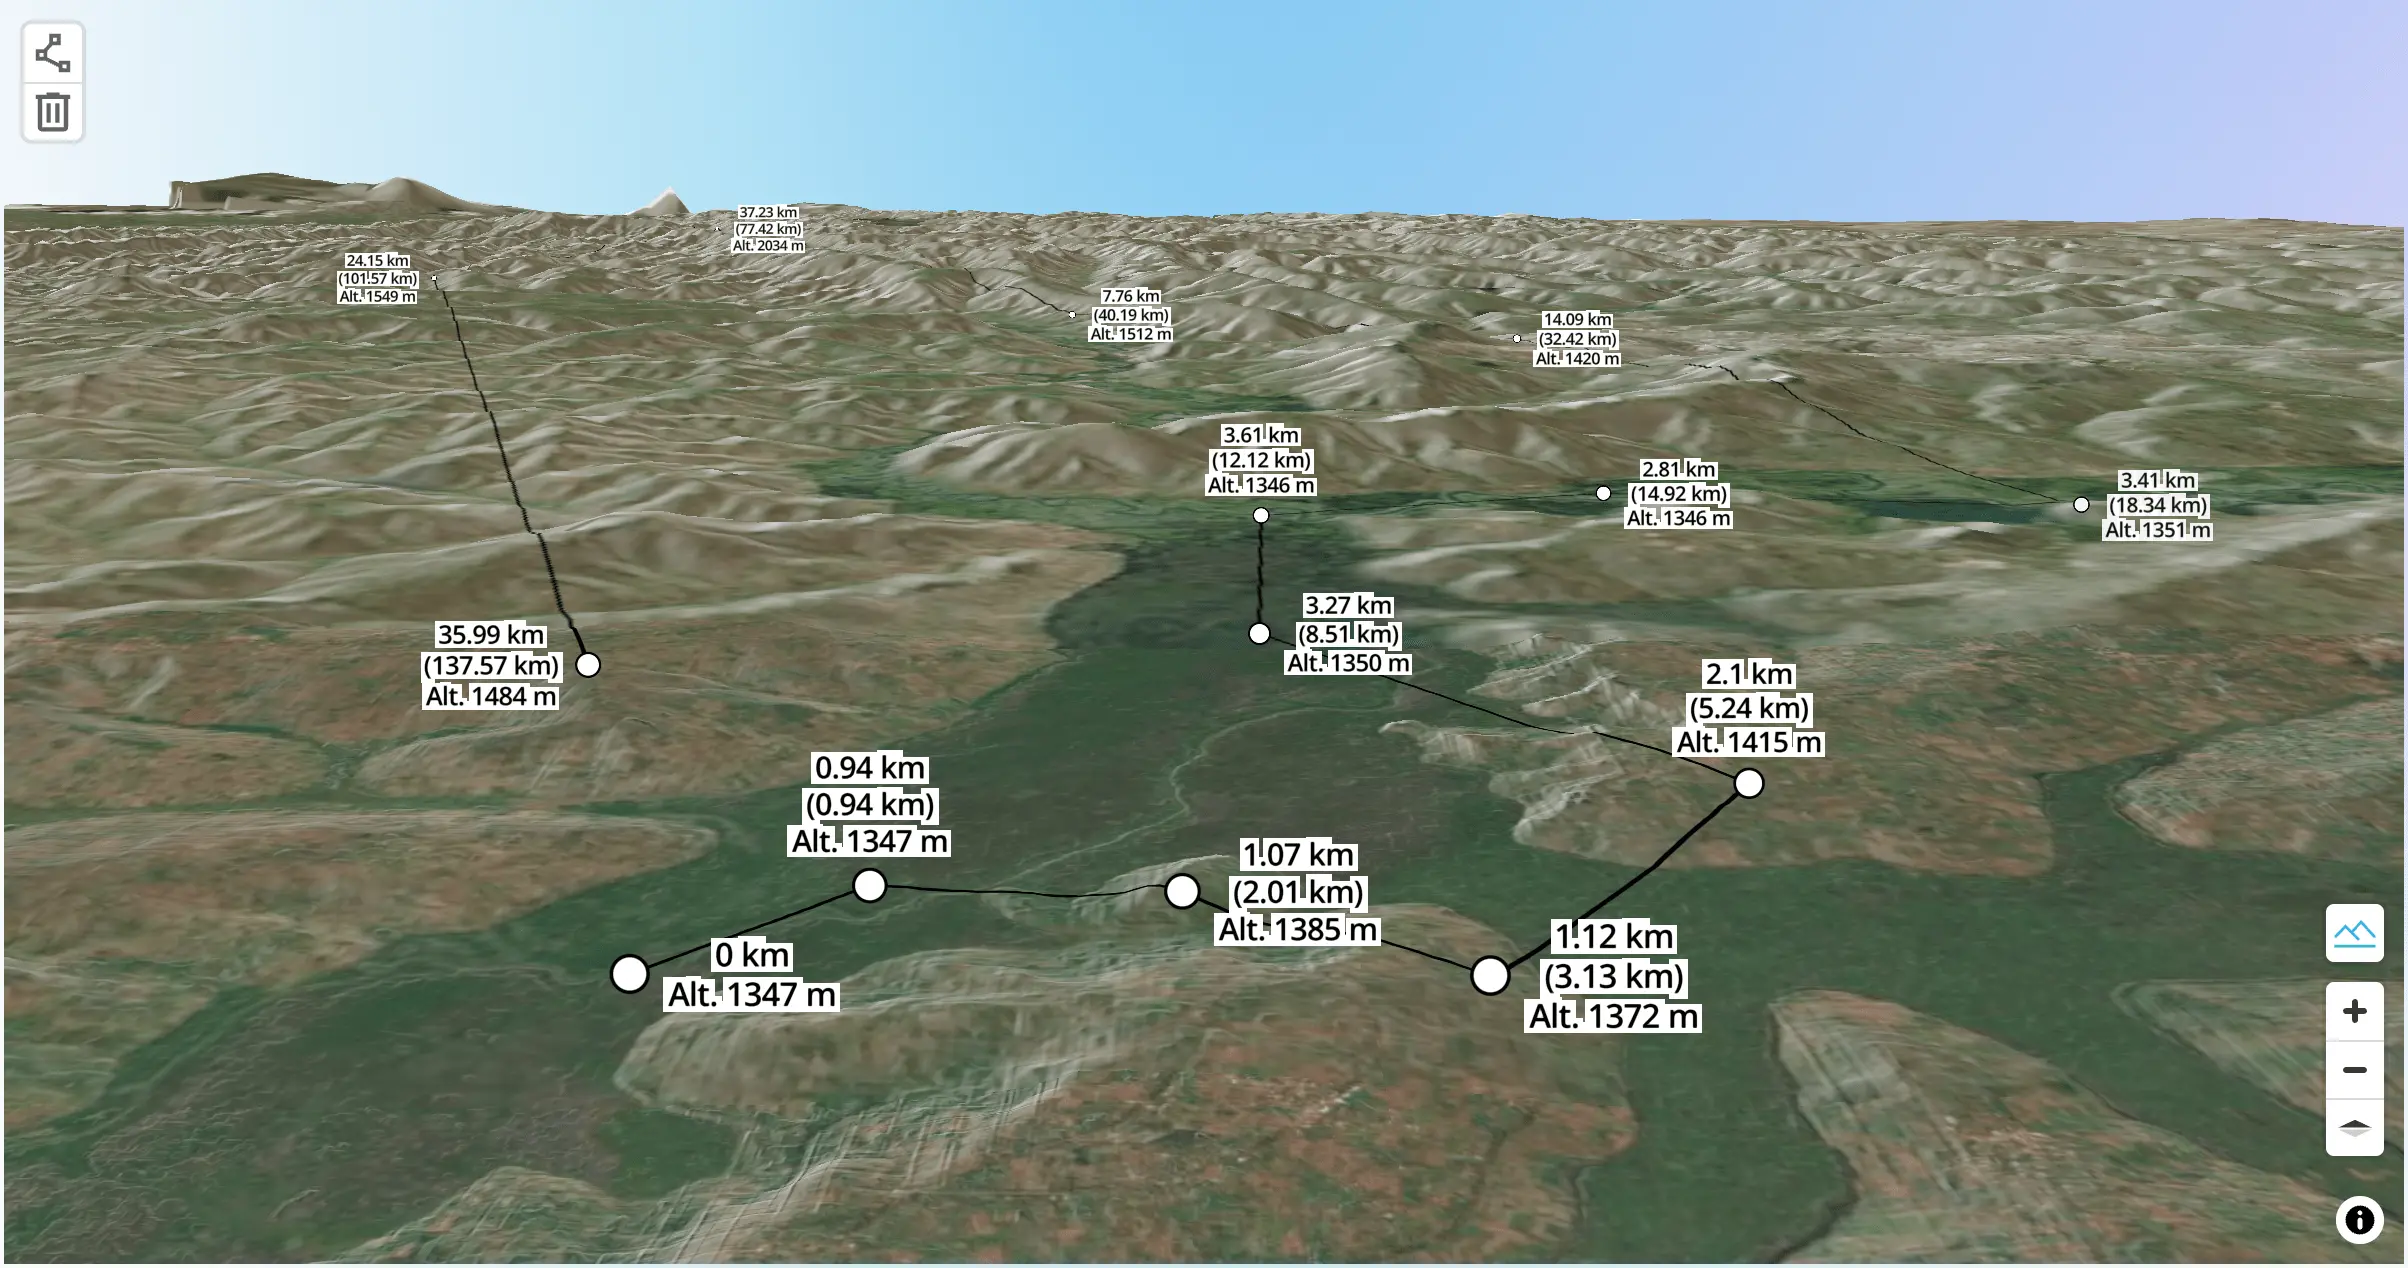 37.23 km
(77.42 km)
Alt. 2034 m
24.15 km
(101.57 km)
Alt. 1549 m
7.76 km
(40.19 km)
Alt. 1512 m
14.09 km
(32.42 km)
Alt. 1420 m
3.61 km
(12.12 km)
Alt. 1346 m
2.81 km
(14.92 km)
Alt. 1346 m
3.41 km
(18.34 km)
Alt. 1351 m
3.27 km
(8.51 km)
Alt. 1350 m
35.99 km
(137.57 km)
Alt. 1484 m
2.1 km
(5.24 km)
Alt. 1415 m
0.94 km
(0.94 km)
Alt. 1347 m
1.07 km
(2.01 km)
Alt. 1385 m
0 km
Alt. 1347 m
1.12 km
(3.13 km)
Alt. 1372 m